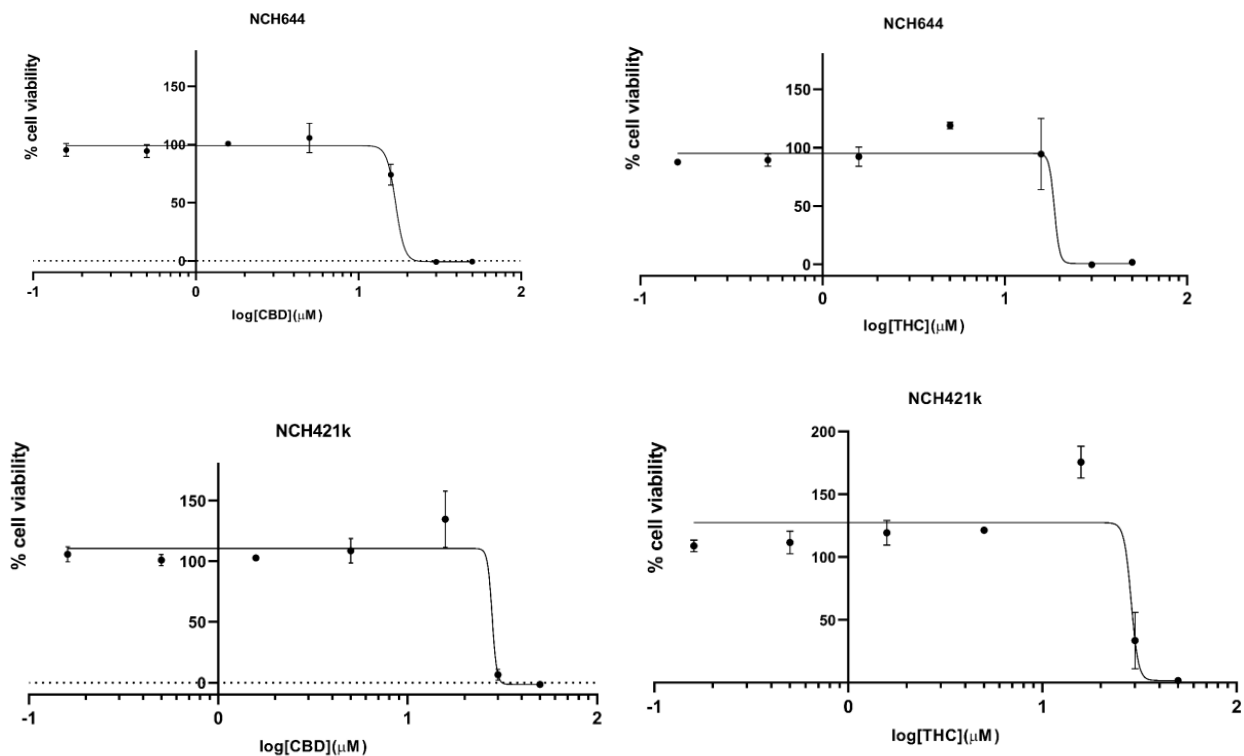 NCH644
% cell viability
150
100
50
0
-1 0 1 2
log[CBD](μM)
NCH644
% cell viability
150
100
50
0
-1 0 1 2
log[THC](μM)
NCH421k
% cell viability
150
100
50
0
-1 0 1 2
log[CBD](μM)
NCH421k
% cell viability
200
150
100
50
-1 0 1 2
log[THC](μM)